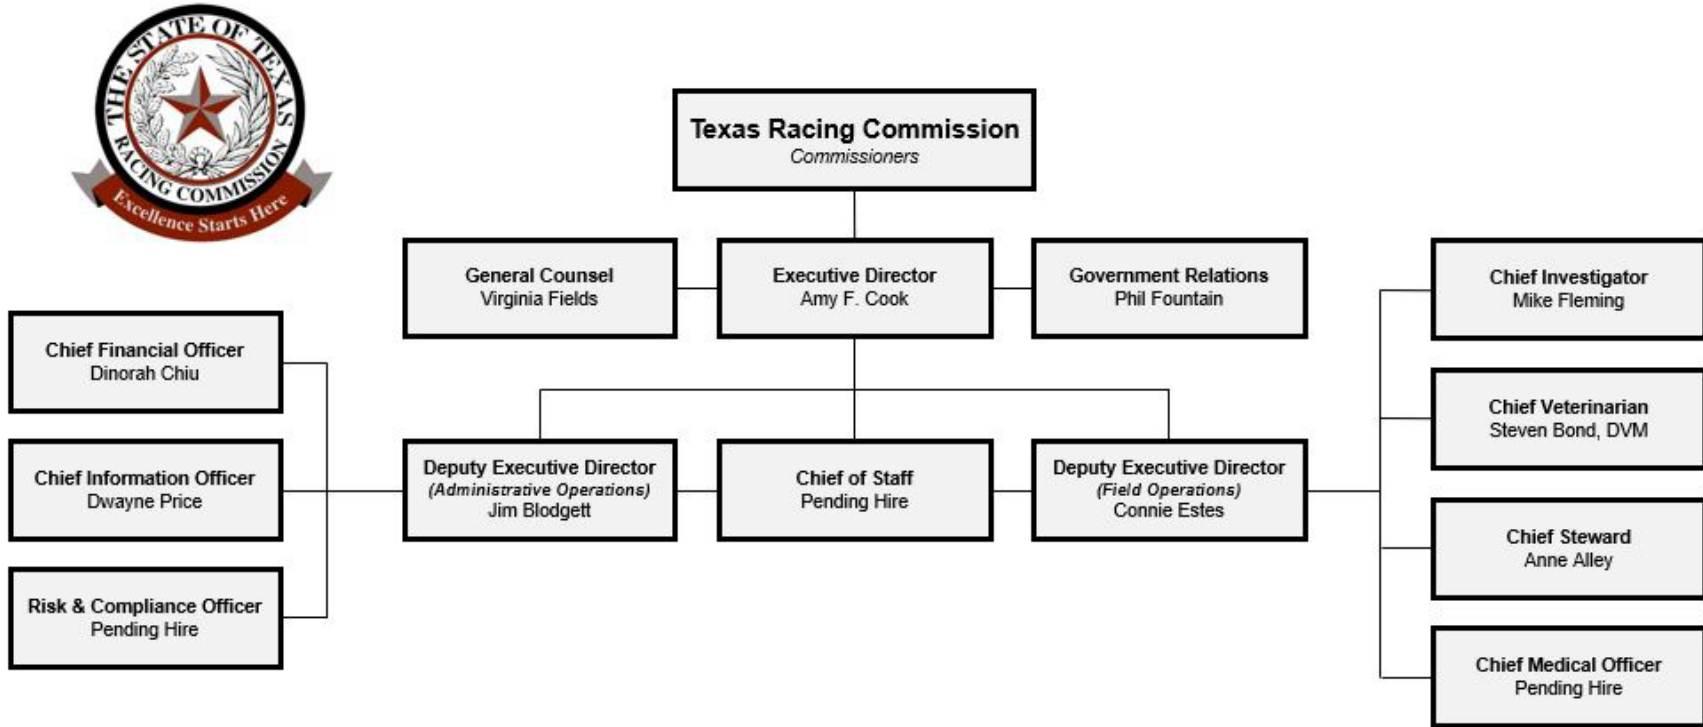 THE STATE OF TEXAS
RACING COMMISSION
Excellence Starts Here
Texas Racing Commission
Commissioners
General Counsel
Virginia Fields
Executive Director
Amy F. Cook
Government Relations
Phil Fountain
Chief Financial Officer
Dinorah Chiu
Chief Information Officer
Dwayne Price
Risk & Compliance Officer
Pending Hire
Deputy Executive Director
(Administrative Operations)
Jim Blodgett
Chief of Staff
Pending Hire
Deputy Executive Director
(Field Operations)
Connie Estes
Chief Investigator
Mike Fleming
Chief Veterinarian
Steven Bond, DVM
Chief Steward
Anne Alley
Chief Medical Officer
Pending Hire